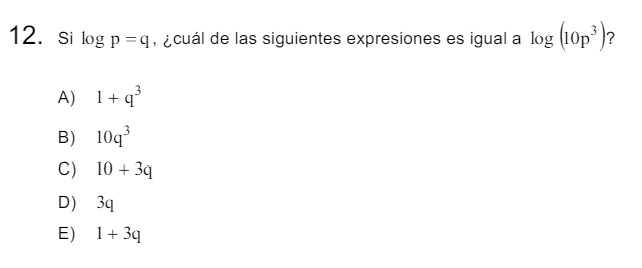 12. Si log p = q, ¿cuál de las siguientes expresiones es igual a log (10p³)?
A) 1 + q³
B) 10q³
C) 10 + 3q
D) 3q
E) 1 + 3q